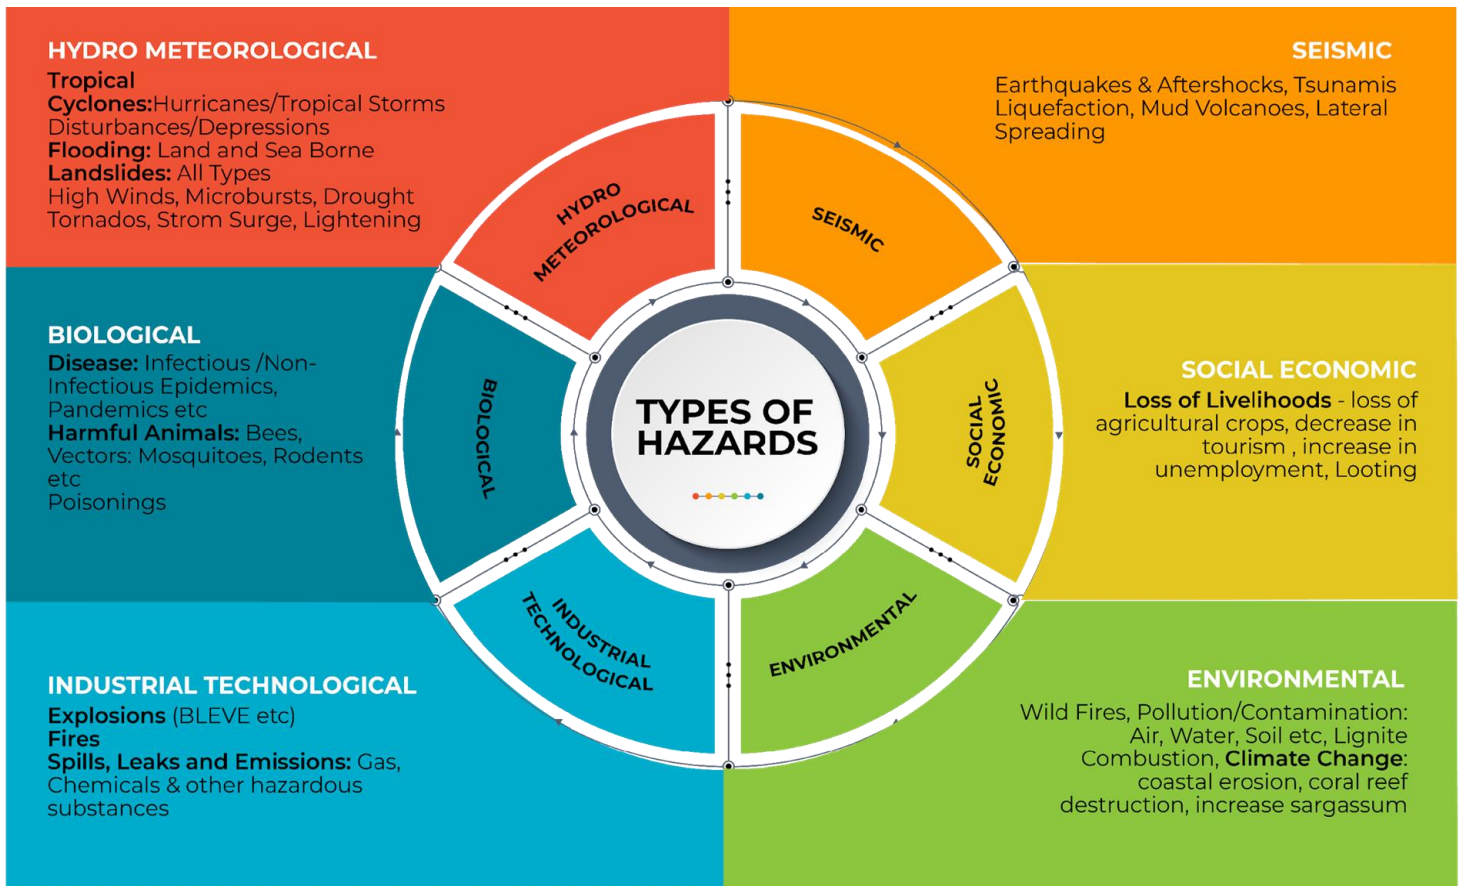 HYDRO METEOROLOGICAL
Tropical
Cyclones:Hurricanes/Tropical Storms
Disturbances/Depressions
Flooding: Land and Sea Borne
Landslides: All Types
High Winds, Microbursts, Drought
Tornados, Strom Surge, Lightening
SEISMIC
Earthquakes & Aftershocks, Tsunamis
Liquefaction, Mud Volcanoes, Lateral
Spreading
BIOLOGICAL
Disease: Infectious /Non-
Infectious Epidemics,
Pandemics etc
Harmful Animals: Bees,
Vectors: Mosquitoes, Rodents
etc
Poisonings
SOCIAL ECONOMIC
Loss of Livelihoods - loss of
agricultural crops, decrease in
tourism , increase in
unemployment, Looting
INDUSTRIAL TECHNOLOGICAL
Explosions (BLEVE etc)
Fires
Spills, Leaks and Emissions: Gas,
Chemicals & other hazardous
substances
ENVIRONMENTAL
Wild Fires, Pollution/Contamination:
Air, Water, Soil etc, Lignite
Combustion, Climate Change:
coastal erosion, coral reef
destruction, increase sargassum
HYDRO
METEOROLOGICAL
SEISMIC
SOCIAL
ECONOMIC
ENVIRONMENTAL
INDUSTRIAL
TECHNOLOGICAL
BIOLOGICAL
TYPES OF
HAZARDS